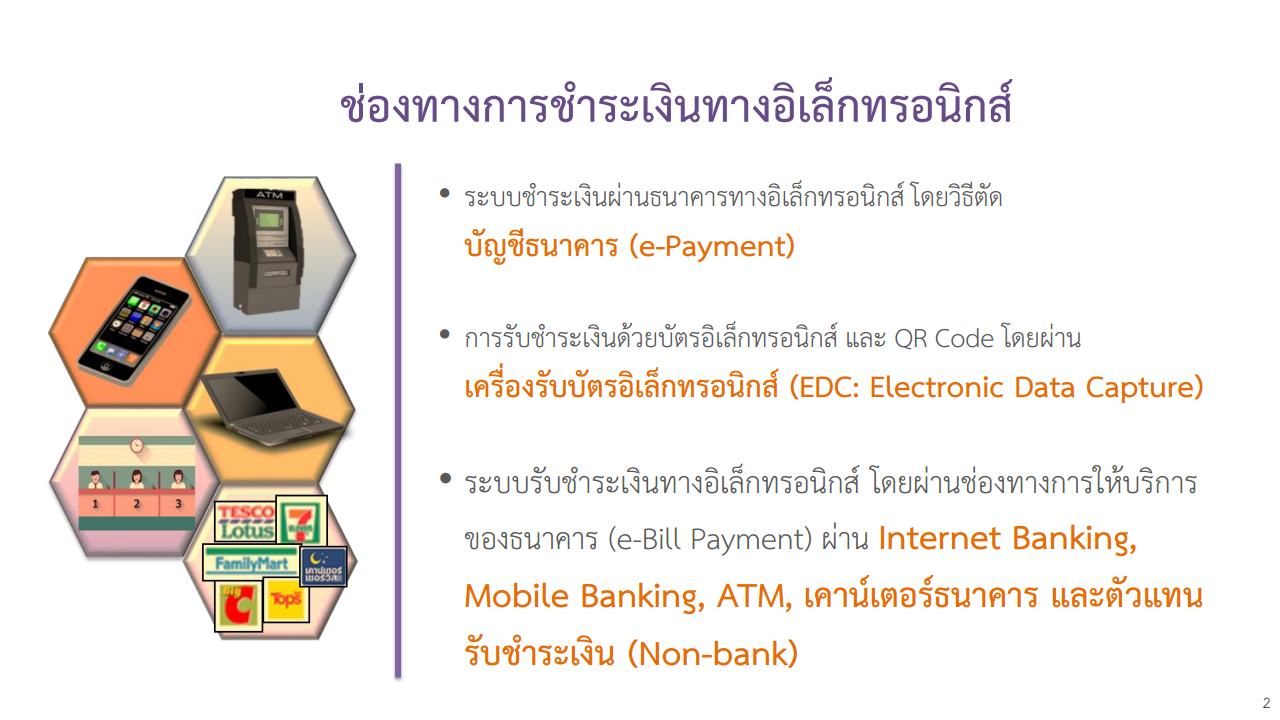 ช่องทางการชำระเงินทางอิเล็กทรอนิกส์
• ระบบชำระเงินผ่านธนาคารทางอิเล็กทรอนิกส์ โดยวิธีตัด
บัญชีธนาคาร (e-Payment)
• การรับชำระเงินด้วยบัตรอิเล็กทรอนิกส์ และ QR Code โดยผ่าน
เครื่องรับบัตรอิเล็กทรอนิกส์ (EDC: Electronic Data Capture)
• ระบบรับชำระเงินทางอิเล็กทรอนิกส์ โดยผ่านช่องทางการให้บริการ
ของธนาคาร (e-Bill Payment) ผ่าน Internet Banking,
Mobile Banking, ATM, เคาน์เตอร์ธนาคาร และตัวแทน
รับชำระเงิน (Non-bank)
ATM
1 2 3
TESCO
Lotus
7
ELEVEN
FamilyMart
เคาน์เตอร์
เซอร์วิส
BIG
C
Tops
2